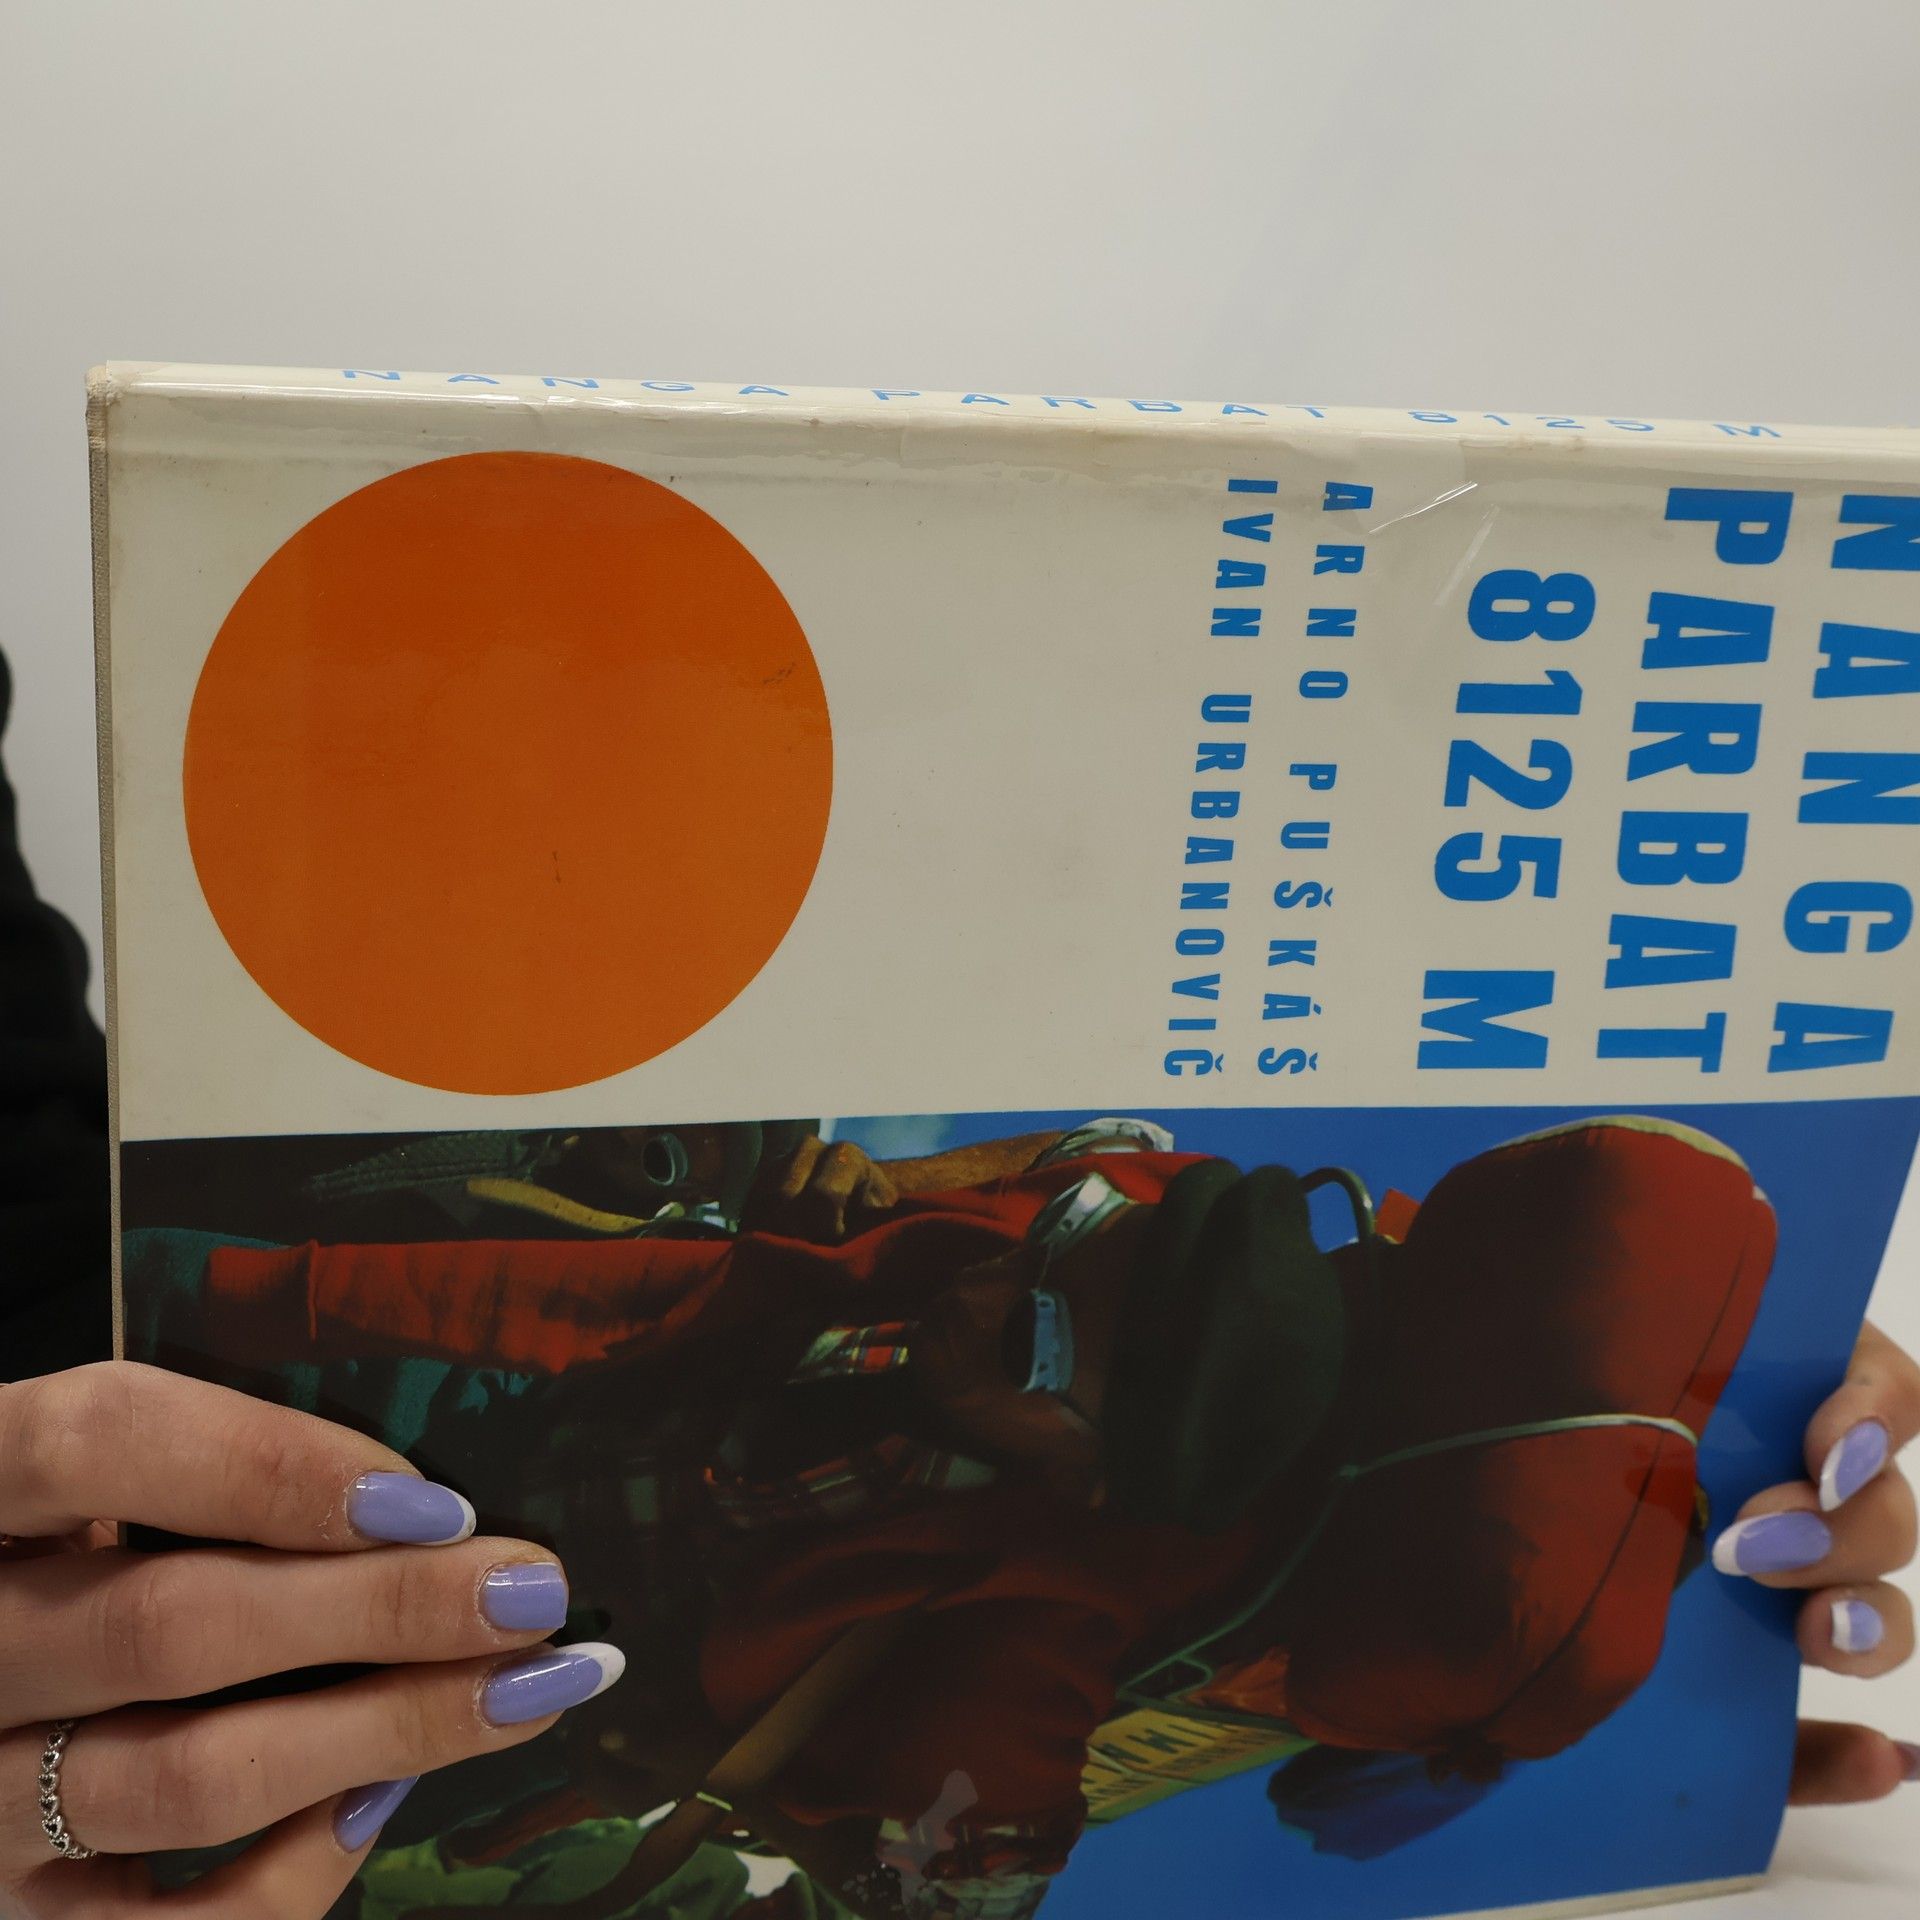 NANGA PARBAT 8125 M
NANGA
PARBAT
8125 M
ARNO PUŠKÁŠ
IVAN URBANOVIČ